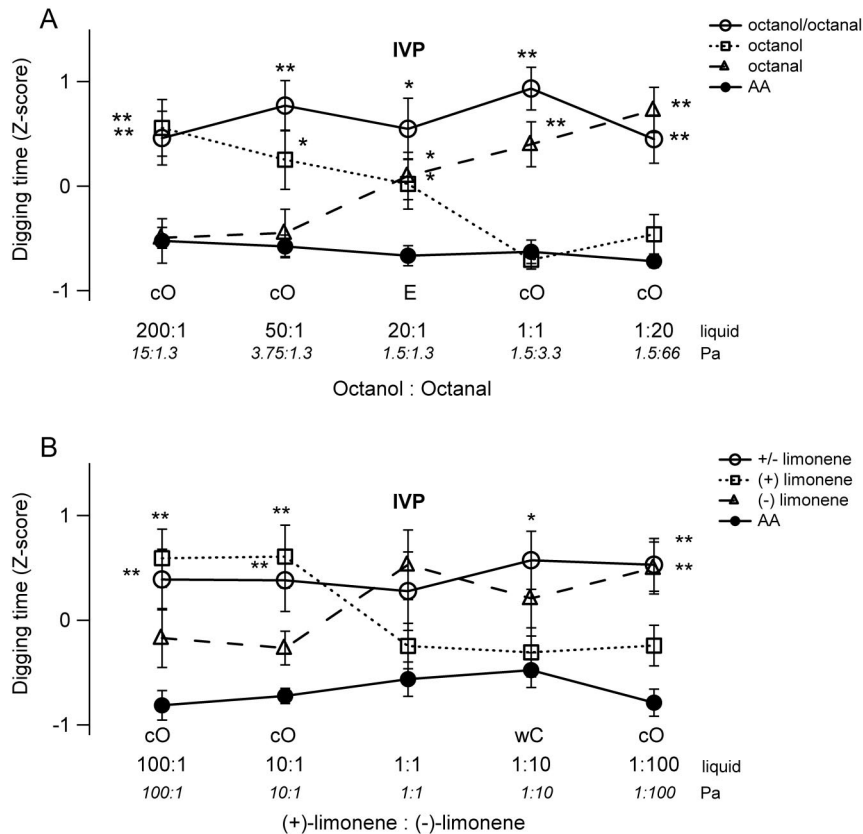 A
IVP
octanol/octanal
octanol
octanal
AA
Digging time (Z-score)
1
0
-1
** ** * **
** ** * * * ** ** **
cO cO E cO cO
200:1 50:1 20:1 1:1 1:20 liquid
15:1.3 3.75:1.3 1.5:1.3 1.5:3.3 1.5:66 Pa
Octanol : Octanal
B
IVP
+/- limonene
(+) limonene
(-) limonene
AA
Digging time (Z-score)
1
0
-1
** ** *
** ** ** **
cO cO wC cO
100:1 10:1 1:1 1:10 1:100 liquid
100:1 10:1 1:1 1:10 1:100 Pa
(+)-limonene : (-)-limonene